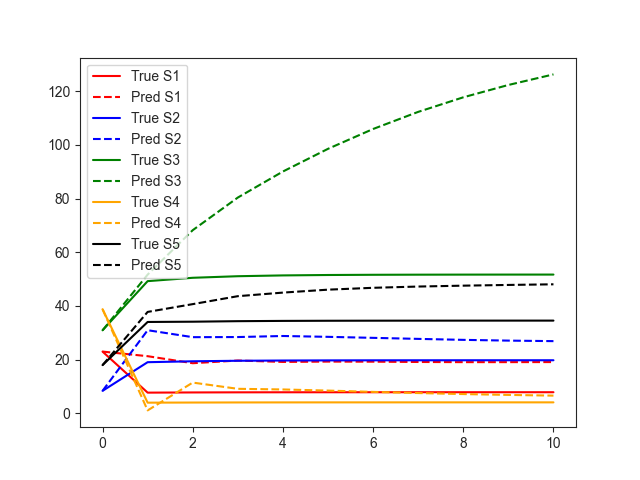 True S1
Pred S1
True S2
Pred S2
True S3
Pred S3
True S4
Pred S4
True S5
Pred S5
120
100
80
60
40
20
0
0 2 4 6 8 10